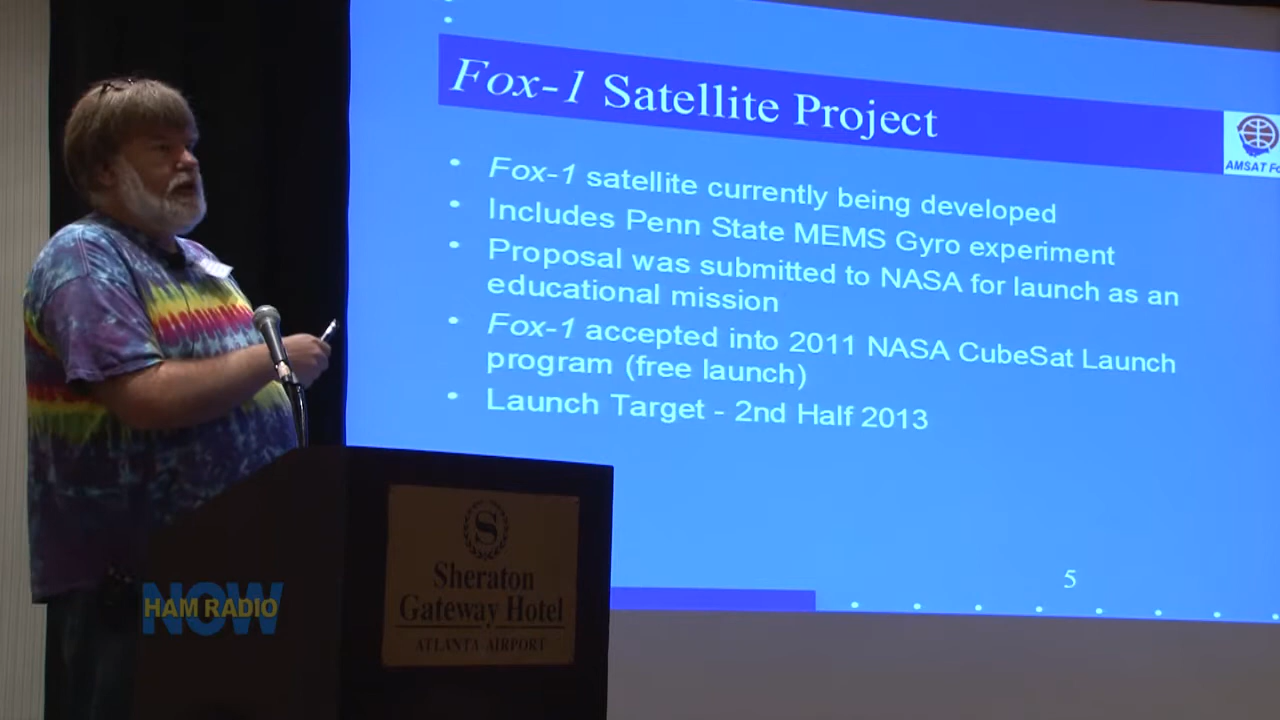 Fox-1 Satellite Project
AMSAT
• Fox-1 satellite currently being developed
• Includes Penn State MEMS Gyro experiment
• Proposal was submitted to NASA for launch as an
educational mission
• Fox-1 accepted into 2011 NASA CubeSat Launch
program (free launch)
• Launch Target - 2nd Half 2013
5
S
Sheraton
Gateway Hotel
ATLANTA AIRPORT
NOW
HAM RADIO